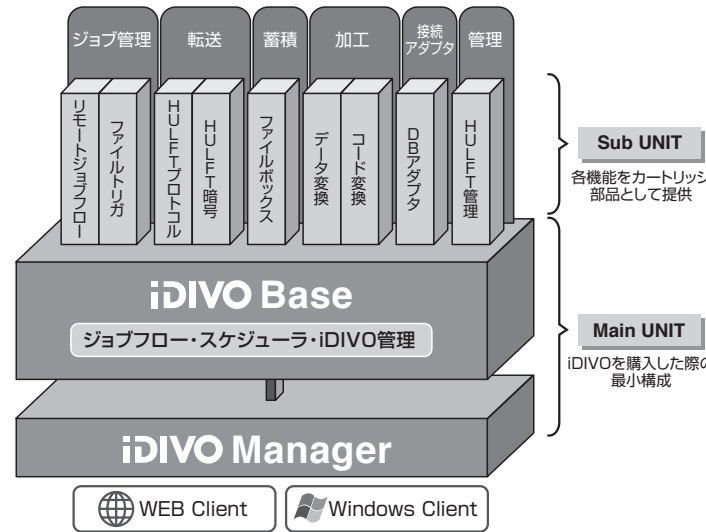 ジョブ管理
転送
蓄積
加工
接続
アダプタ
管理
リモートジョブフロー
ファイルトリガ
HULFTプロトコル
HULFT暗号
ファイルボックス
データ変換
コード変換
DBアダプタ
HULFT管理
Sub UNIT
各機能をカートリッジ
部品として提供
iDIVO Base
ジョブフロー・スケジューラ・iDIVO管理
Main UNIT
iDIVOを購入した際の
最小構成
iDIVO Manager
WEB Client
Windows Client